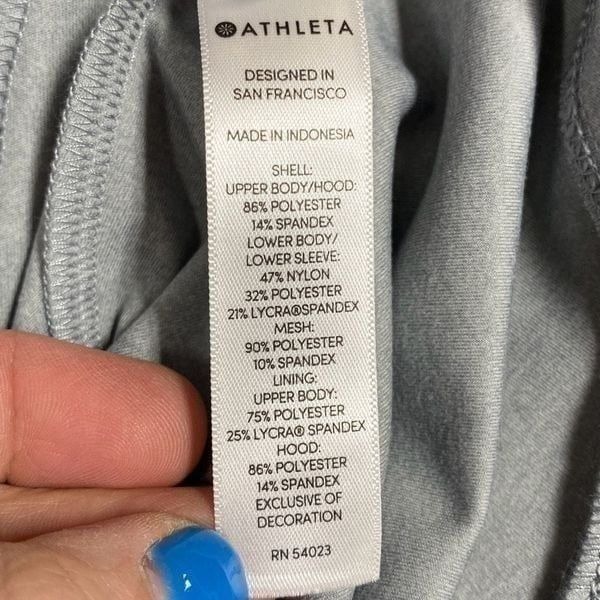 ATHLETA
DESIGNED IN
SAN FRANCISCO
MADE IN INDONESIA
SHELL:
UPPER BODY/HOOD:
86% POLYESTER
14% SPANDEX
LOWER BODY/
LOWER SLEEVE:
47% NYLON
32% POLYESTER
21% LYCRA®SPANDEX
MESH:
90% POLYESTER
10% SPANDEX
LINING:
UPPER BODY:
75% POLYESTER
25% LYCRA® SPANDEX
HOOD:
86% POLYESTER
14% SPANDEX
EXCLUSIVE OF
DECORATION
RN 54023